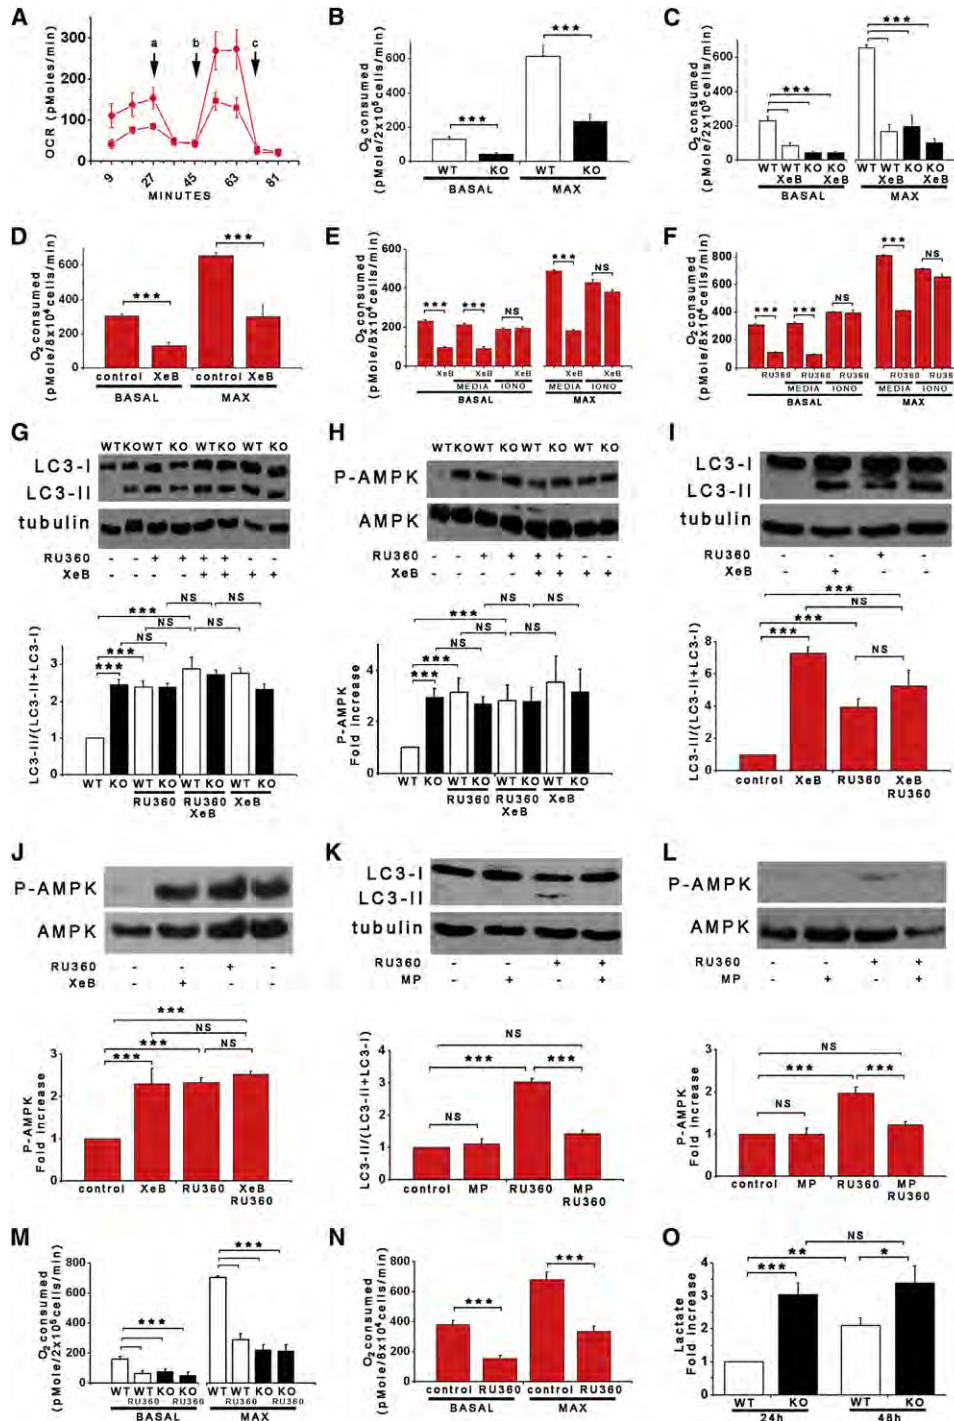 A
OCR (pMoles/min)
300
200
100
0
a
b
c
9
27
45
63
81
MINUTES
B
O2 consumed
(pMole/2x10⁵cells/min)
600
400
200
0
***
***
WT KO
WT KO
BASAL MAX
C
O2 consumed
(pMole/2x10⁵cells/min)
600
400
200
0
***
***
WT WT KO KO
XeB XeB
WT WT KO KO
XeB XeB
BASAL MAX
D
O2 consumed
(pMole/8x10⁴cells/min)
600
300
0
***
***
control XeB
control XeB
BASAL MAX
E
O2 consumed
(pMole/8x10⁴cells/min)
600
400
200
0
*** *** NS
*** NS
XeB XeB XeB
XeB XeB
MEDIA IONO
MEDIA IONO
BASAL MAX
F
O2 consumed
(pMole/8x10⁴cells/min)
800
600
400
200
0
*** *** NS
*** NS
RU360 RU360 RU360
RU360 RU36
MEDIA IONO
MEDIA IONO
BASAL MAX
G
WT KO WT KO WT KO WT KO
LC3-I
LC3-II
tubulin
RU360 - - + + + + - -
XeB - - - - + + + +
LC3-II/(LC3-II+LC3-I)
4
3
2
1
0
NS NS
***
NS NS
***
***
WT KO WT KO WT KO WT KO
RU360 RU360 XeB
XeB
H
WT KO WT KO WT KO WT KO
P-AMPK
AMPK
RU360 - - + + + + - -
XeB - - - - + + + +
P-AMPK
Fold increase
4
2
0
NS NS
***
NS NS
***
***
WT KO WT KO WT KO WT KO
RU360 RU360 XeB
XeB
I
LC3-I
LC3-II
tubulin
RU360 - - + -
XeB - + - -
LC3-II/(LC3-II+LC3-I)
8
6
4
2
0
***
NS
***
*** NS
control XeB RU360 XeB
RU360
J
P-AMPK
AMPK
RU360 - - + -
XeB - + - -
P-AMPK
Fold increase
3
2
1
0
***
NS
***
*** NS
control XeB RU360 XeB
RU360
K
LC3-I
LC3-II
tubulin
RU360 - - + +
MP - + - +
LC3-II/(LC3-II+LC3-I)
4
3
2
1
0
NS
*** ***
NS
control MP RU360 MP
RU360
L
P-AMPK
AMPK
RU360 - - + +
MP - + - +
P-AMPK
Fold increase
3
2
1
0
NS
*** ***
NS
control MP RU360 MP
RU360
M
O2 consumed
(pMole/2x10⁵cells/min)
800
600
400
200
0
***
***
WT WT KO KO
RU360 RU360
WT WT KO KO
RU360 RU360
BASAL MAX
N
O2 consumed
(pMole/8x10⁴cells/min)
800
600
400
200
0
***
***
control RU360
control RU360
BASAL MAX
O
Lactate
Fold increase
4
3
2
1
0
NS
**
*** *
WT KO
WT KO
24h 48h